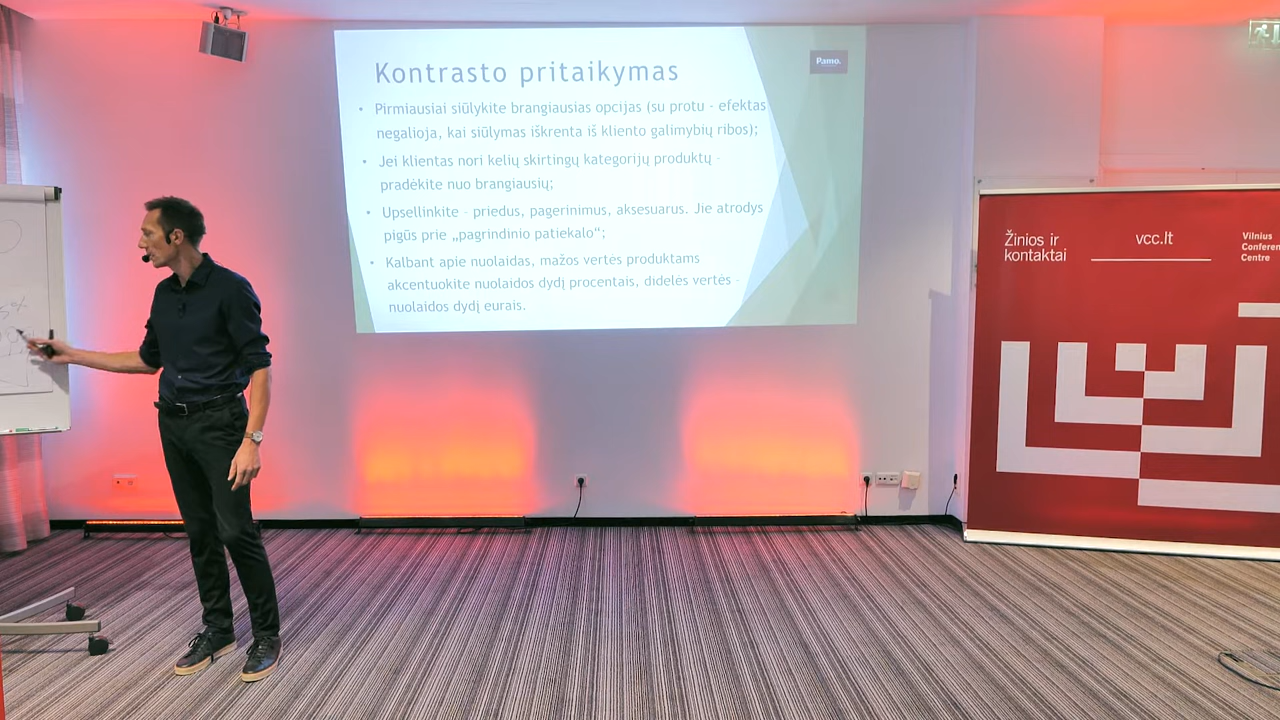 Kontrasto pritaikymas
Pamo.
• Pirmiausiai siūlykite brangiausias opcijas (su protu - efektas
negalioja, kai siūlymas iškrenta iš kliento galimybių ribos);
• Jei klientas nori kelių skirtingų kategorijų produktų -
pradėkite nuo brangiausių;
• Upsellinkite - priedus, pagerinimus, aksesuarus. Jie atrodys
pigūs prie „pagrindinio patiekalo“;
• Kalbant apie nuolaidas, mažos vertės produktams
akcentuokite nuolaidos dydį procentais, didelės vertės -
nuolaidos dydį eurais.
Žinios ir
kontaktai
vcc.lt
Vilnius
Conferen
Centre